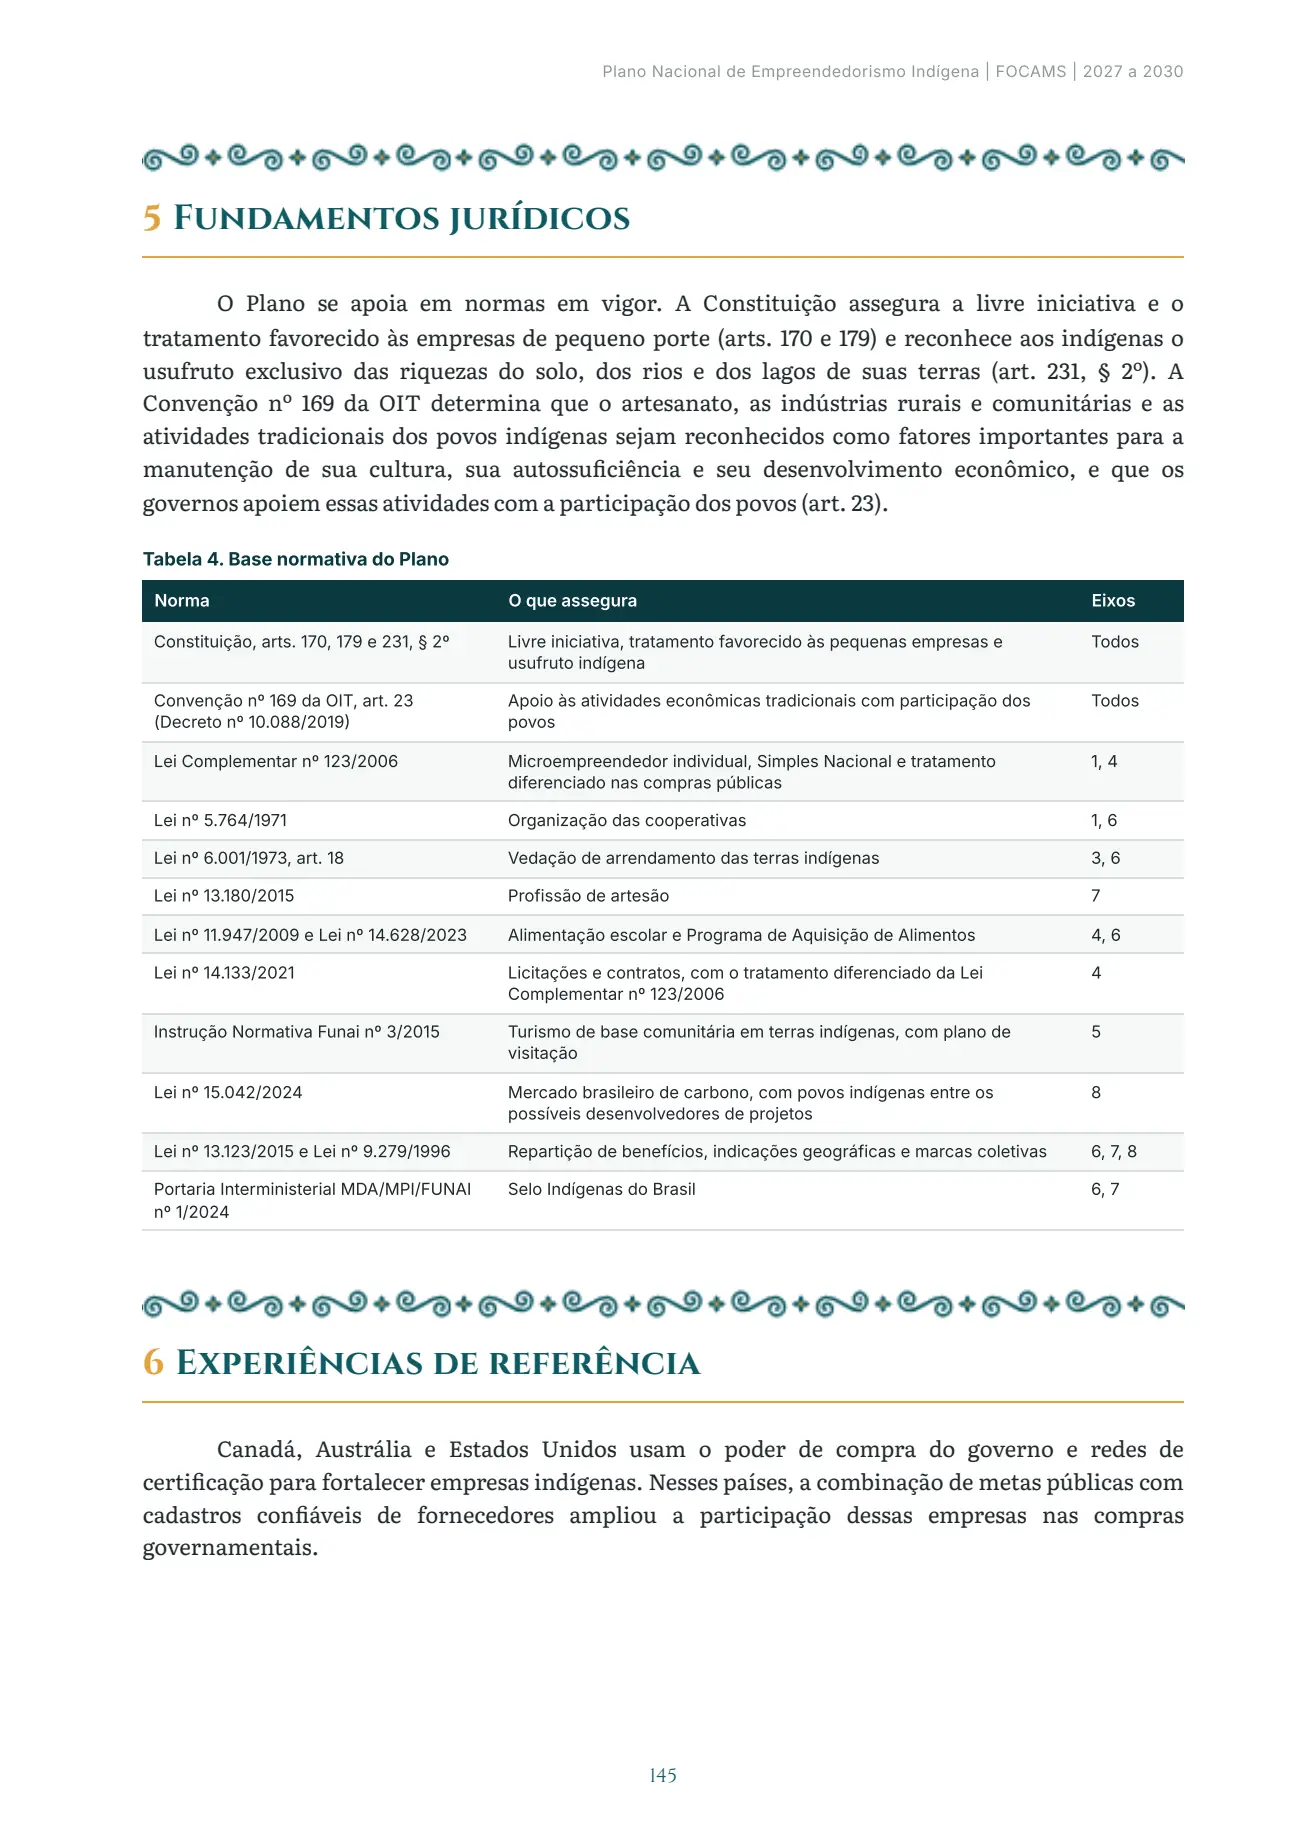 Plano Nacional de Empreendedorismo Indígena | FOCAMS | 2027 a 2030
5 Fundamentos jurídicos
O Plano se apoia em normas em vigor. A Constituição assegura a livre iniciativa e o
tratamento favorecido às empresas de pequeno porte (arts. 170 e 179) e reconhece aos indígenas o
usufruto exclusivo das riquezas do solo, dos rios e dos lagos de suas terras (art. 231, § 2º). A
Convenção nº 169 da OIT determina que o artesanato, as indústrias rurais e comunitárias e as
atividades tradicionais dos povos indígenas sejam reconhecidos como fatores importantes para a
manutenção de sua cultura, sua autossuficiência e seu desenvolvimento econômico, e que os
governos apoiem essas atividades com a participação dos povos (art. 23).
Tabela 4. Base normativa do Plano
Norma O que assegura Eixos
Constituição, arts. 170, 179 e 231, § 2º Livre iniciativa, tratamento favorecido às pequenas empresas e Todos
usufruto indígena
Convenção nº 169 da OIT, art. 23 Apoio às atividades econômicas tradicionais com participação dos Todos
(Decreto nº 10.088/2019) povos
Lei Complementar nº 123/2006 Microempreendedor individual, Simples Nacional e tratamento 1, 4
diferenciado nas compras públicas
Lei nº 5.764/1971 Organização das cooperativas 1, 6
Lei nº 6.001/1973, art. 18 Vedação de arrendamento das terras indígenas 3, 6
Lei nº 13.180/2015 Profissão de artesão 7
Lei nº 11.947/2009 e Lei nº 14.628/2023 Alimentação escolar e Programa de Aquisição de Alimentos 4, 6
Lei nº 14.133/2021 Licitações e contratos, com o tratamento diferenciado da Lei 4
Complementar nº 123/2006
Instrução Normativa Funai nº 3/2015 Turismo de base comunitária em terras indígenas, com plano de 5
visitação
Lei nº 15.042/2024 Mercado brasileiro de carbono, com povos indígenas entre os 8
possíveis desenvolvedores de projetos
Lei nº 13.123/2015 e Lei nº 9.279/1996 Repartição de benefícios, indicações geográficas e marcas coletivas 6, 7, 8
Portaria Interministerial MDA/MPI/FUNAI Selo Indígenas do Brasil 6, 7
nº 1/2024
6 Experiências de referência
Canadá, Austrália e Estados Unidos usam o poder de compra do governo e redes de
certificação para fortalecer empresas indígenas. Nesses países, a combinação de metas públicas com
cadastros confiáveis de fornecedores ampliou a participação dessas empresas nas compras
governamentais.
145